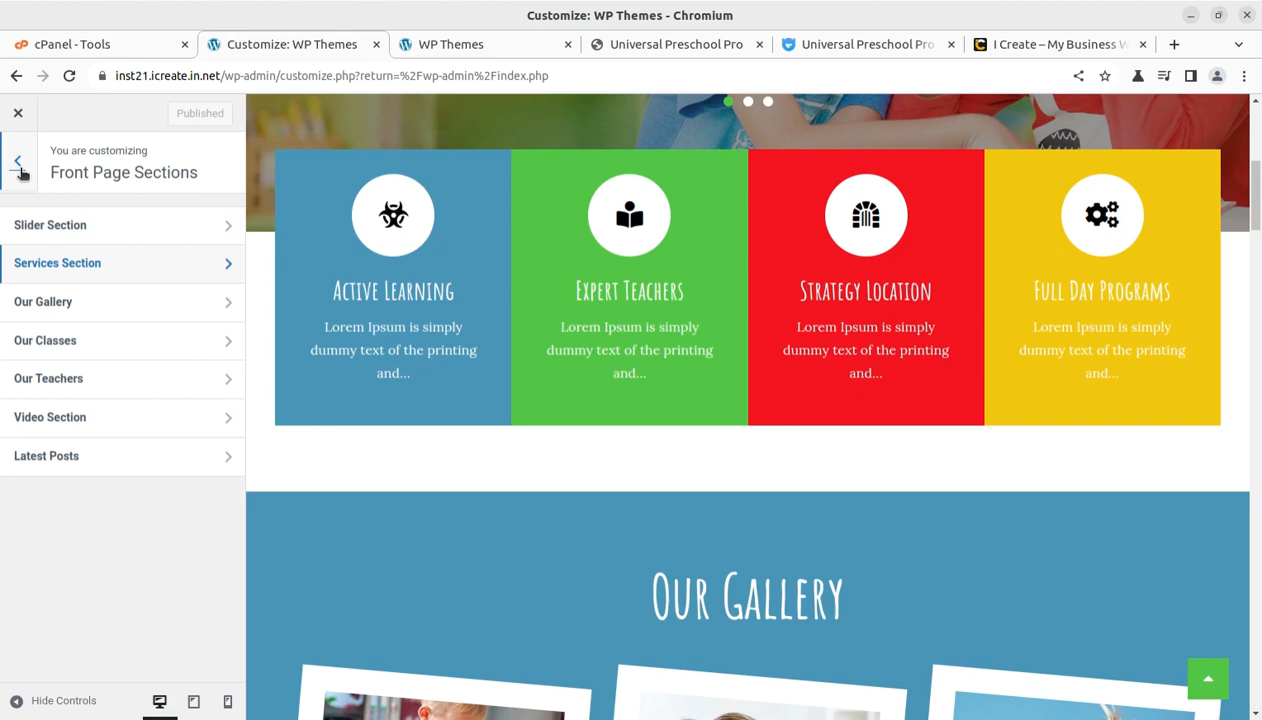 Customize: WP Themes - Chromium
cPanel - Tools
Customize: WP Themes
WP Themes
Universal Preschool Pro
Universal Preschool Pro
I Create – My Business W
inst21.icreate.in.net/wp-admin/customize.php?return=%2Fwp-admin%2Findex.php
Published
You are customizing
Front Page Sections
Slider Section
Services Section
Our Gallery
Our Classes
Our Teachers
Video Section
Latest Posts
Hide Controls
Active Learning
Lorem Ipsum is simply
dummy text of the printing
and...
Expert Teachers
Lorem Ipsum is simply
dummy text of the printing
and...
Strategy Location
Lorem Ipsum is simply
dummy text of the printing
and...
Full Day Programs
Lorem Ipsum is simply
dummy text of the printing
and...
Our Gallery